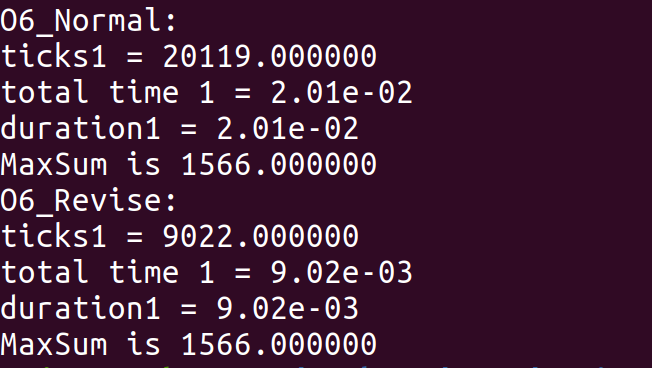 O6_Normal:
ticks1 = 20119.000000
total time 1 = 2.01e-02
duration1 = 2.01e-02
MaxSum is 1566.000000
O6_Revise:
ticks1 = 9022.000000
total time 1 = 9.02e-03
duration1 = 9.02e-03
MaxSum is 1566.000000